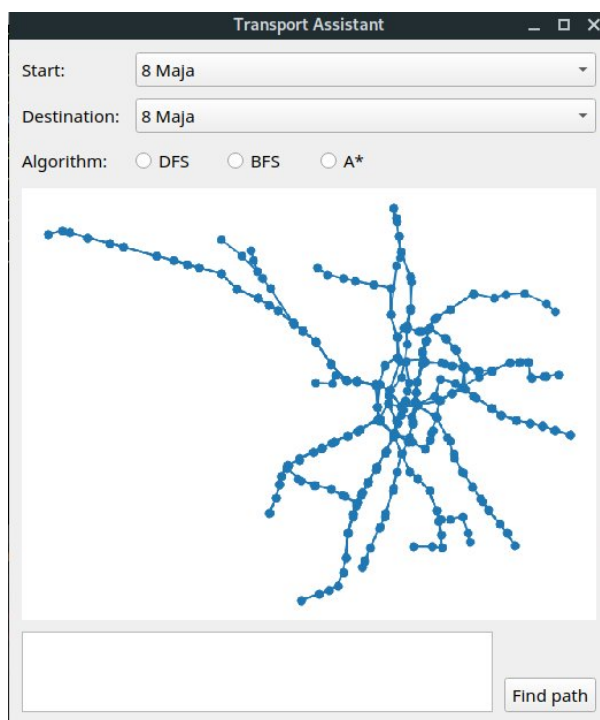 Transport Assistant
Start: 8 Maja
Destination: 8 Maja
Algorithm: DFS BFS A*
Find path